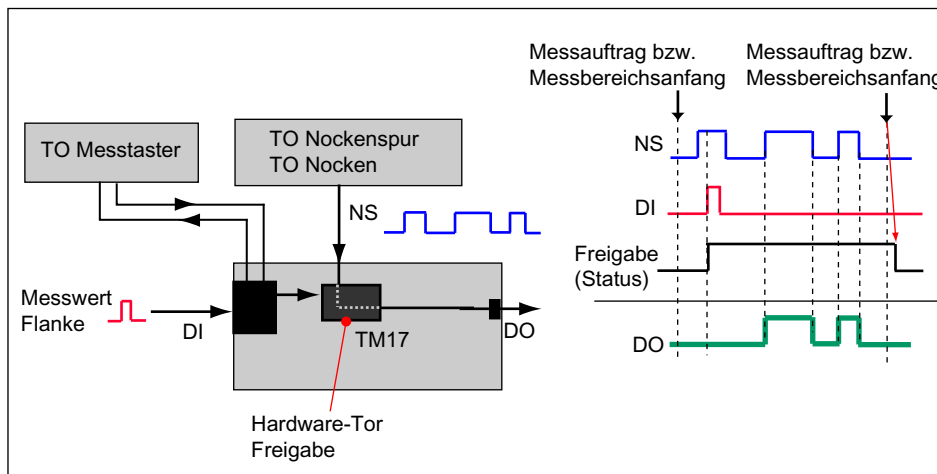 TO Messtaster
TO Nockenspur
TO Nocken
NS
Messwert
Flanke
DI
TM17
DO
Hardware-Tor
Freigabe
Messauftrag bzw.
Messbereichsanfang
Messauftrag bzw.
Messbereichsanfang
NS
DI
Freigabe
(Status)
DO